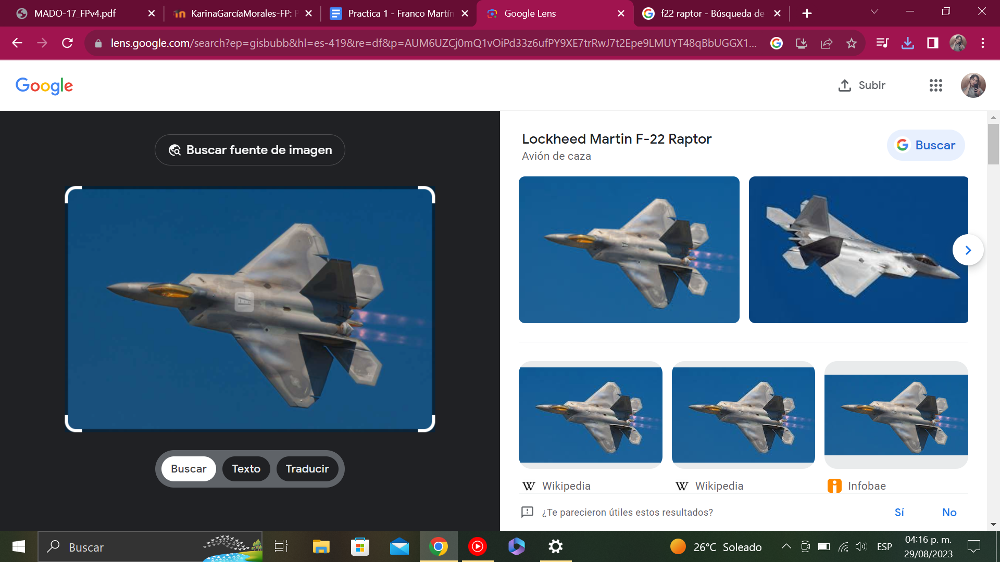 MADO-17_FPv4.pdf
KarinaGarcíaMorales-FP: P
Practica 1 - Franco Martín
Google Lens
f22 raptor - Búsqueda de
lens.google.com/search?ep=gisbubb&hl=es-419&re=df&p=AUM6UZCj0mQ1vOiPd33z6ufPY9XE7trRwJ7t2Epe9LMUYT48qBbUGGX1...
Google
Subir
Buscar fuente de imagen
Buscar
Texto
Traducir
Lockheed Martin F-22 Raptor
Avión de caza
Buscar
Wikipedia
Wikipedia
Infobae
¿Te parecieron útiles estos resultados?
Sí
No
Buscar
26°C Soleado
ESP
04:16 p. m.
29/08/2023